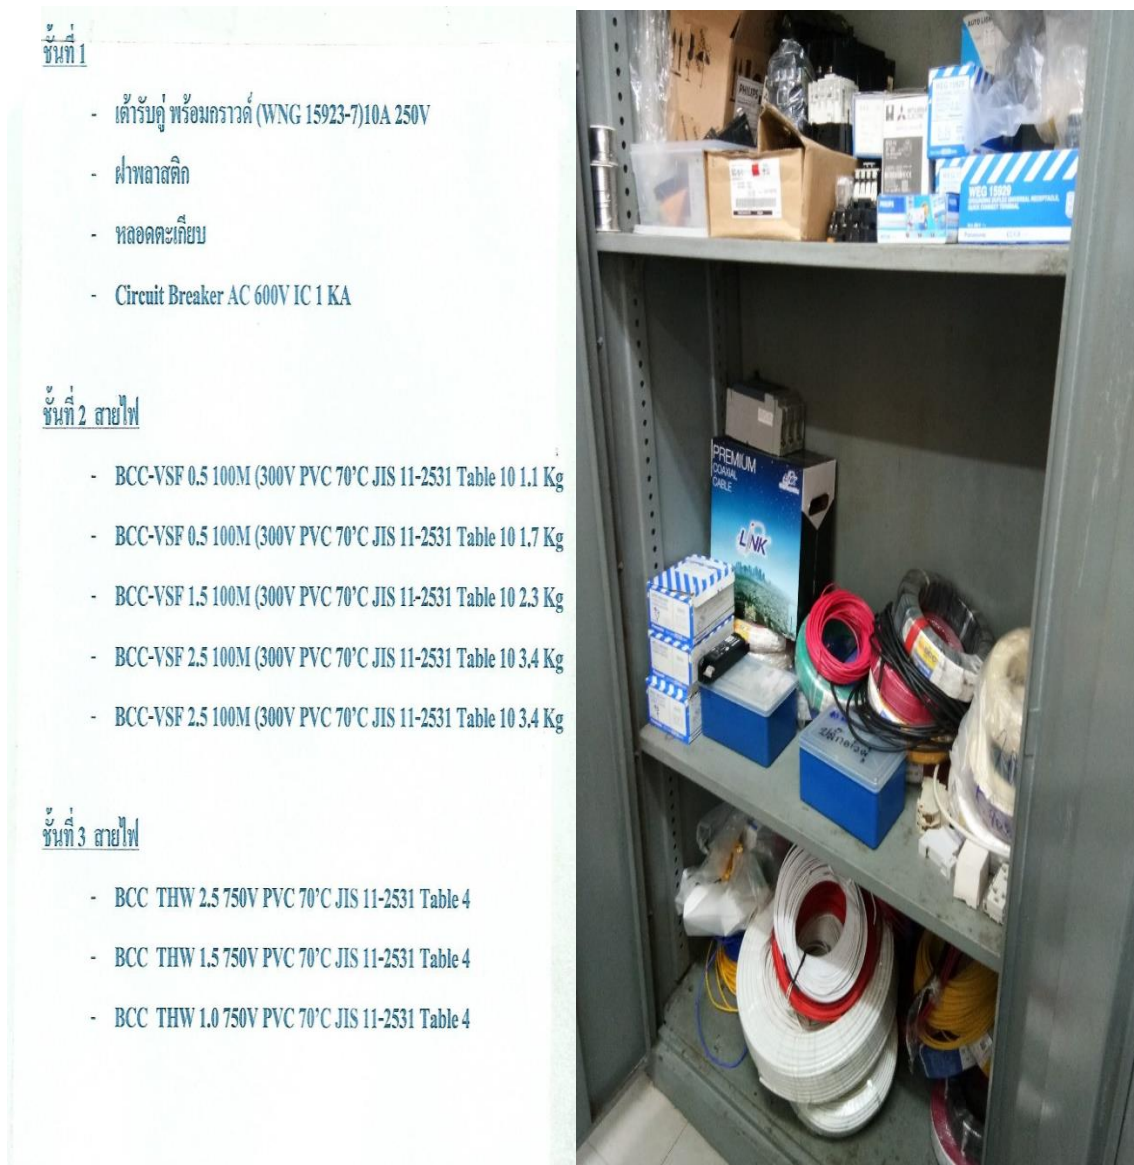 ชั้นที่ 1
- เต้ารับคู่ พร้อมกราวด์ (WNG 15923-7)10A 250V
- ฝาพลาสติก
- หลอดตะเกียบ
- Circuit Breaker AC 600V IC 1 KA
ชั้นที่ 2 สายไฟ
- BCC-VSF 0.5 100M (300V PVC 70’C JIS 11-2531 Table 10 1.1 Kg
- BCC-VSF 0.5 100M (300V PVC 70’C JIS 11-2531 Table 10 1.7 Kg
- BCC-VSF 1.5 100M (300V PVC 70’C JIS 11-2531 Table 10 2.3 Kg
- BCC-VSF 2.5 100M (300V PVC 70’C JIS 11-2531 Table 10 3.4 Kg
- BCC-VSF 2.5 100M (300V PVC 70’C JIS 11-2531 Table 10 3.4 Kg
ชั้นที่ 3 สายไฟ
- BCC THW 2.5 750V PVC 70’C JIS 11-2531 Table 4
- BCC THW 1.5 750V PVC 70’C JIS 11-2531 Table 4
- BCC THW 1.0 750V PVC 70’C JIS 11-2531 Table 4
PHILIPS
WEG 15929
PREMIUM
COAXIAL
CABLE
LINK